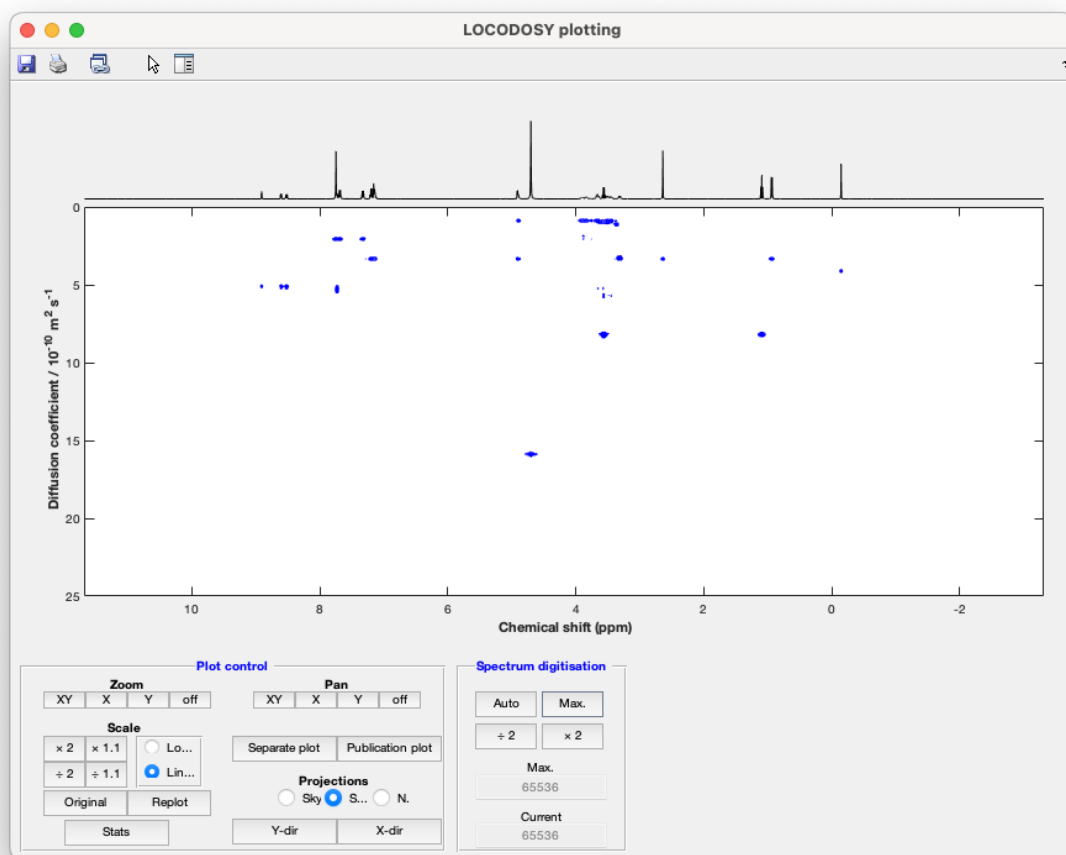 LOCODOSY plotting
0
5
10
15
20
25
Diffusion coefficient / 10⁻¹⁰ m² s⁻¹
10 8 6 4 2 0 -2
Chemical shift (ppm)
Plot control
Zoom Pan
XY X Y off XY X Y off
Scale
× 2 × 1.1 Lo... Separate plot Publication plot
÷ 2 ÷ 1.1 Lin...
Projections
Original Replot Sky S... N.
Stats Y-dir X-dir
Spectrum digitisation
Auto Max.
÷ 2 × 2
Max.
65536
Current
65536